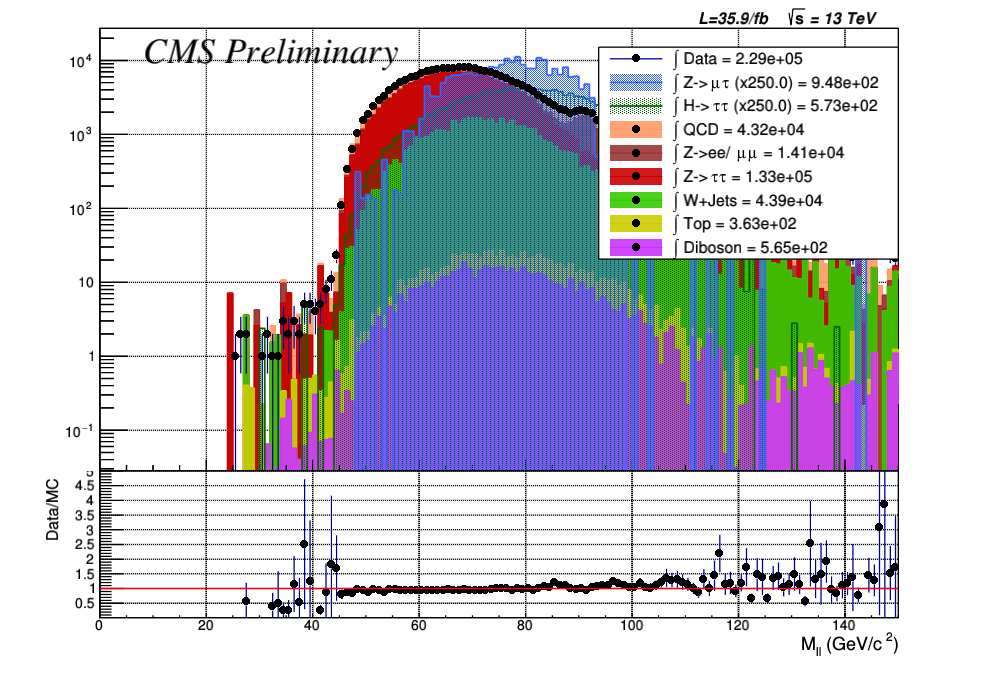 L=35.9/fb √s = 13 TeV
CMS Preliminary
∫ Data = 2.29e+05
∫ Z->μτ (x250.0) = 9.48e+02
∫ H->ττ (x250.0) = 5.73e+02
∫ QCD = 4.32e+04
∫ Z->ee/ μμ = 1.41e+04
∫ Z->ττ = 1.33e+05
∫ W+Jets = 4.39e+04
∫ Top = 3.63e+02
∫ Diboson = 5.65e+02
10⁴
10³
10²
10
1
10⁻¹
Data/MC
5
4.5
4
3.5
3
2.5
2
1.5
1
0.5
0 20 40 60 80 100 120 140
M_ll (GeV/c²)